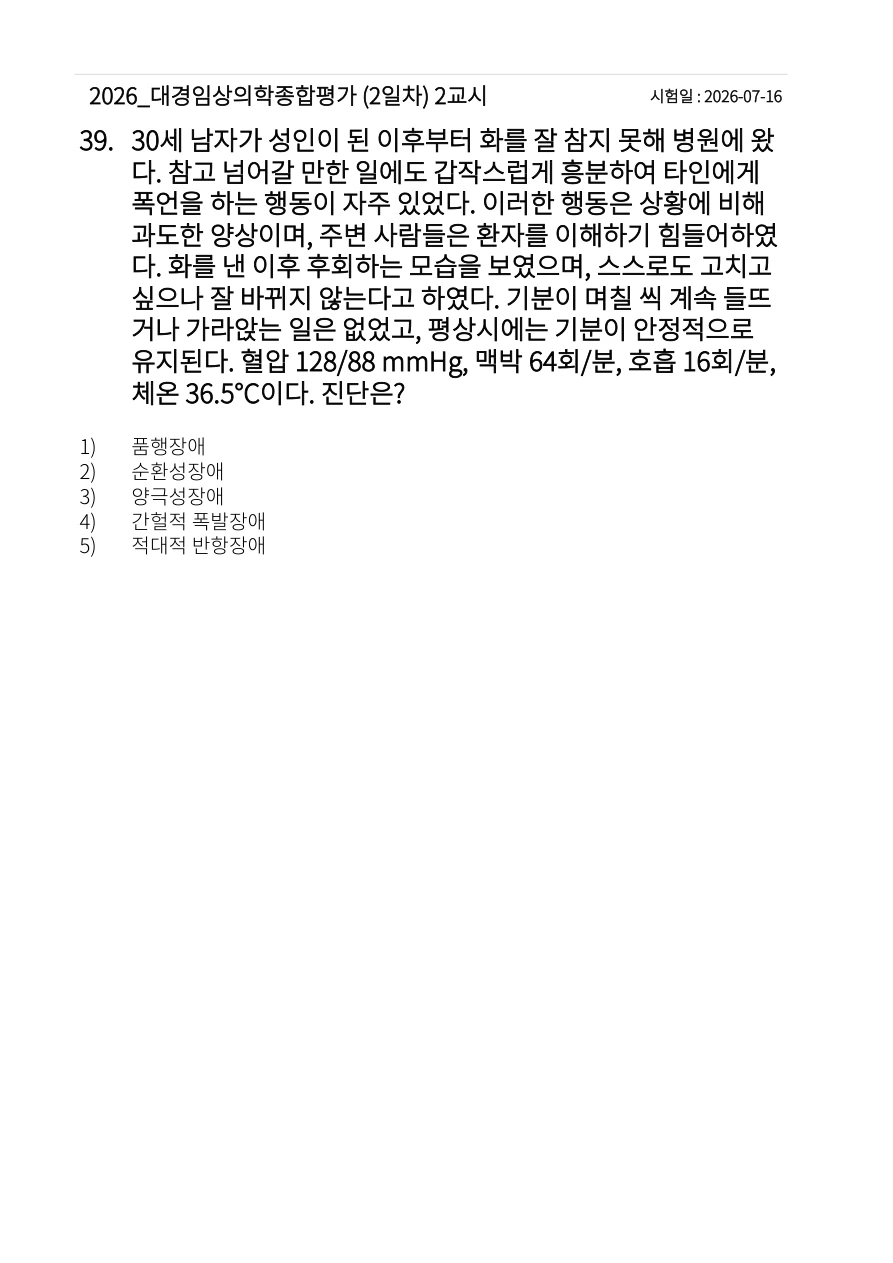 2026_대경임상의학종합평가 (2일차) 2교시
시험일 : 2026-07-16
39. 30세 남자가 성인이 된 이후부터 화를 잘 참지 못해 병원에 왔
다. 참고 넘어갈 만한 일에도 갑작스럽게 흥분하여 타인에게
폭언을 하는 행동이 자주 있었다. 이러한 행동은 상황에 비해
과도한 양상이며, 주변 사람들은 환자를 이해하기 힘들어하였
다. 화를 낸 이후 후회하는 모습을 보였으며, 스스로도 고치고
싶으나 잘 바뀌지 않는다고 하였다. 기분이 며칠 씩 계속 들뜨
거나 가라앉는 일은 없었고, 평상시에는 기분이 안정적으로
유지된다. 혈압 128/88 mmHg, 맥박 64회/분, 호흡 16회/분,
체온 36.5℃이다. 진단은?
1) 품행장애
2) 순환성장애
3) 양극성장애
4) 간헐적 폭발장애
5) 적대적 반항장애